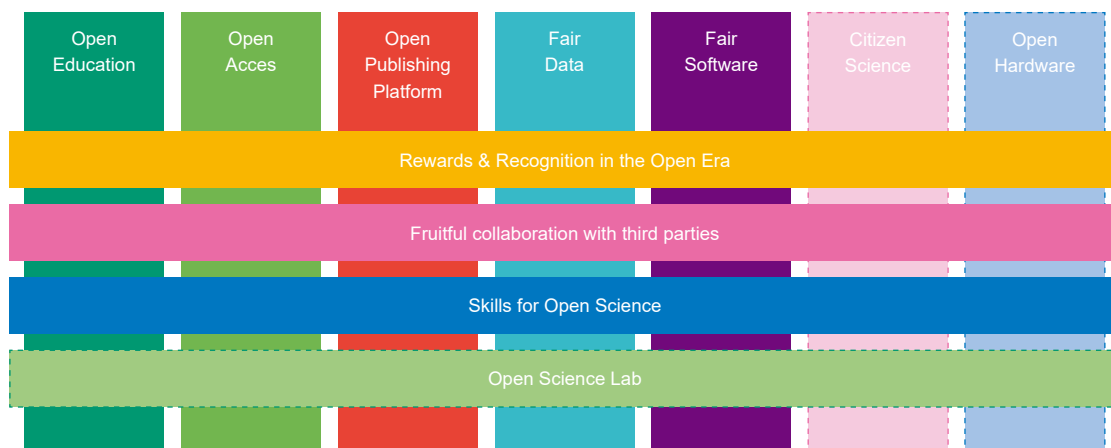 Open
Education
Open
Acces
Open
Publishing
Platform
Fair
Data
Fair
Software
Citizen
Science
Open
Hardware
Rewards & Recognition in the Open Era
Fruitful collaboration with third parties
Skills for Open Science
Open Science Lab